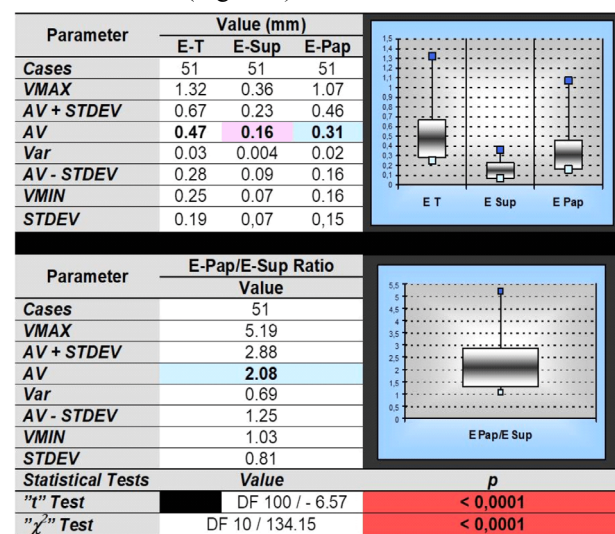 Parameter Value (mm)
E-T E-Sup E-Pap
Cases 51 51 51
VMAX 1.32 0.36 1.07
AV + STDEV 0.67 0.23 0.46
AV 0.47 0.16 0.31
Var 0.03 0.004 0.02
AV - STDEV 0.28 0.09 0.16
VMIN 0.25 0.07 0.16
STDEV 0.19 0,07 0,15
1,5
1,4
1,3
1,2
1,1
1
0,9
0,8
0,7
0,6
0,5
0,4
0,3
0,2
0,1
0
E T E Sup E Pap
Parameter E-Pap/E-Sup Ratio
Value
Cases 51
VMAX 5.19
AV + STDEV 2.88
AV 2.08
Var 0.69
AV - STDEV 1.25
VMIN 1.03
STDEV 0.81
5,5
5
4,5
4
3,5
3
2,5
2
1,5
1
0,5
0
E Pap/E Sup
Statistical Tests Value p
"t" Test DF 100 / - 6.57 < 0,0001
"χ²" Test DF 10 / 134.15 < 0,0001